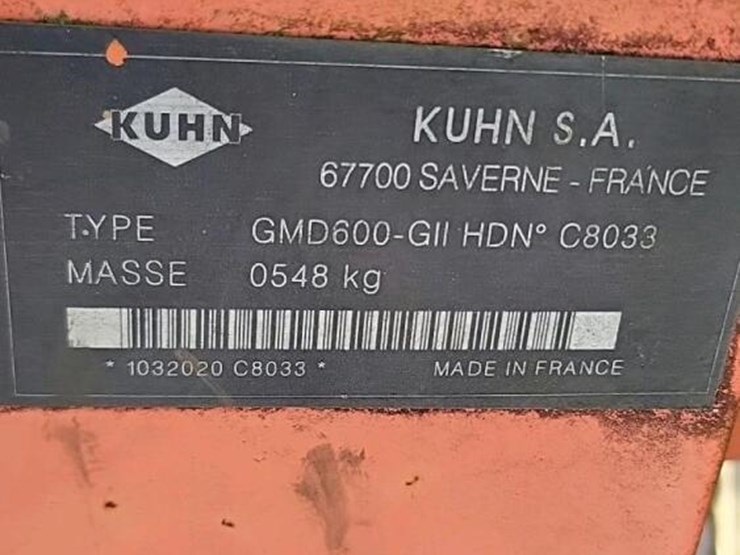 KUHN
KUHN S.A.
67700 SAVERNE - FRANCE
TYPE GMD600-GII HDN° C8033
MASSE 0548 kg
* 1032020 C8033 * MADE IN FRANCE